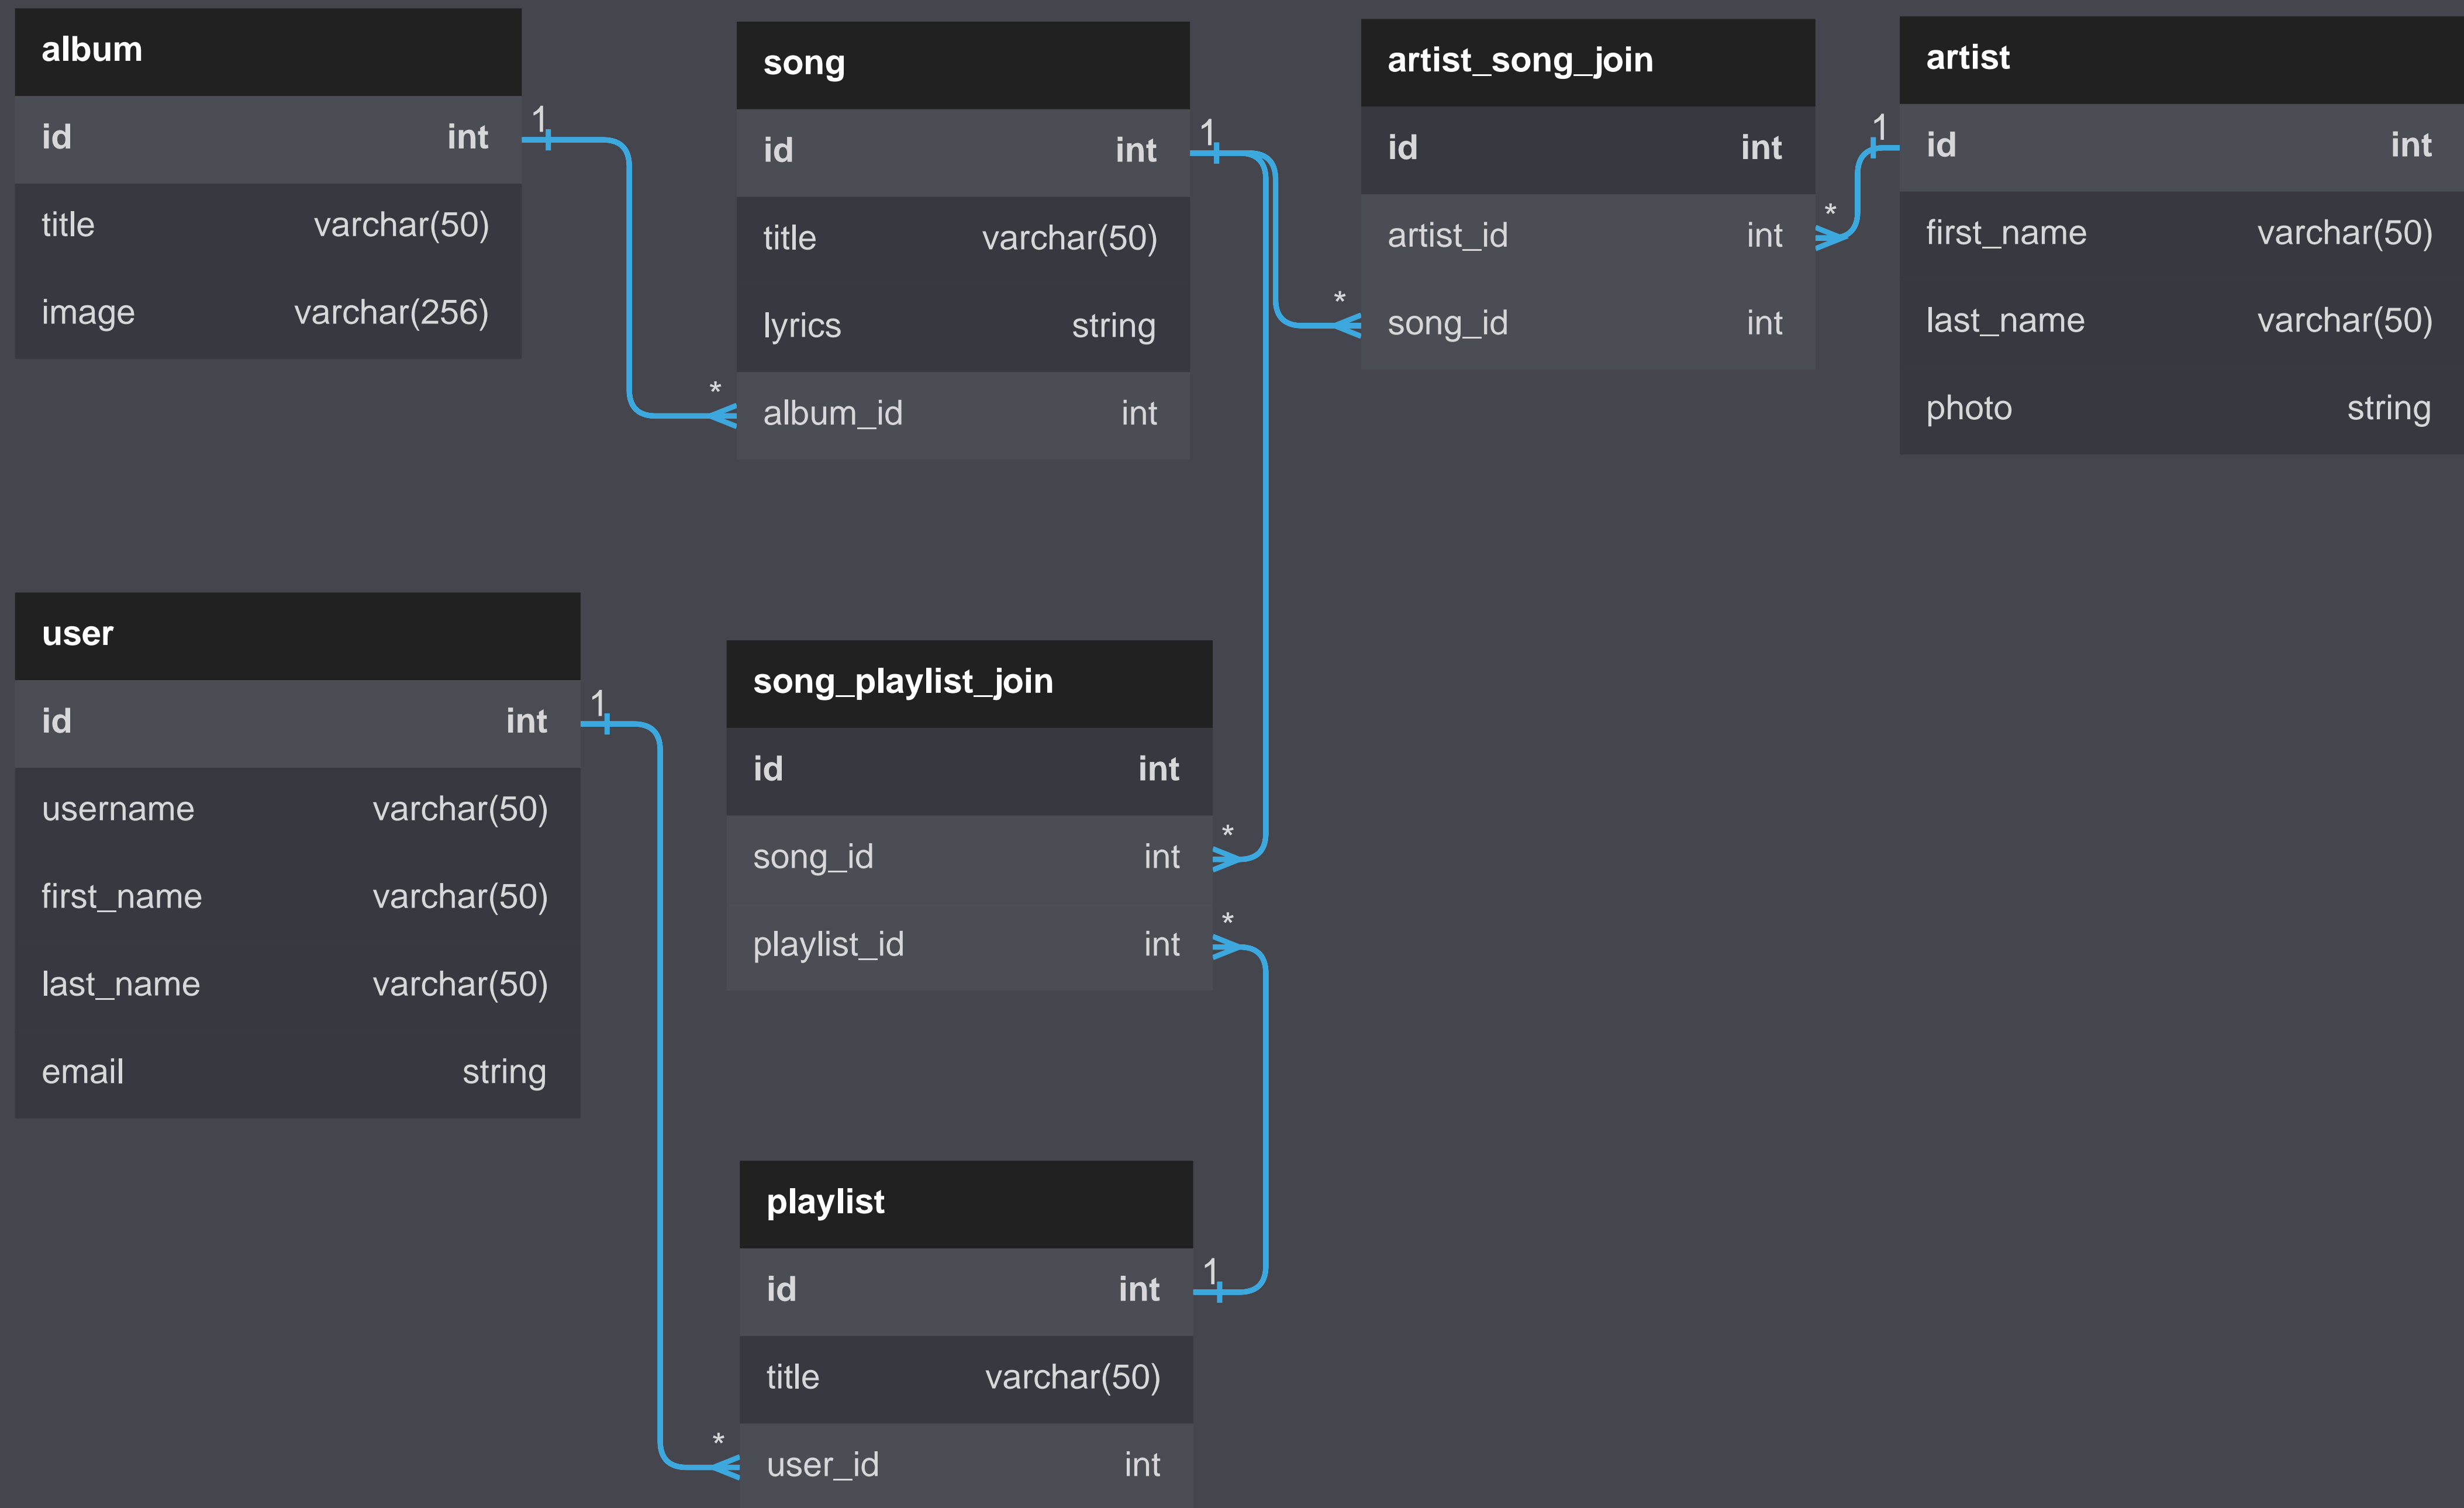 album
id int
title varchar(50)
image varchar(256)
1
*
song
id int
title varchar(50)
lyrics string
album_id int
1
*
artist_song_join
id int
artist_id int
song_id int
*
1
artist
id int
first_name varchar(50)
last_name varchar(50)
photo string
user
id int
username varchar(50)
first_name varchar(50)
last_name varchar(50)
email string
1
*
song_playlist_join
id int
song_id int
playlist_id int
*
*
playlist
id int
title varchar(50)
user_id int
1